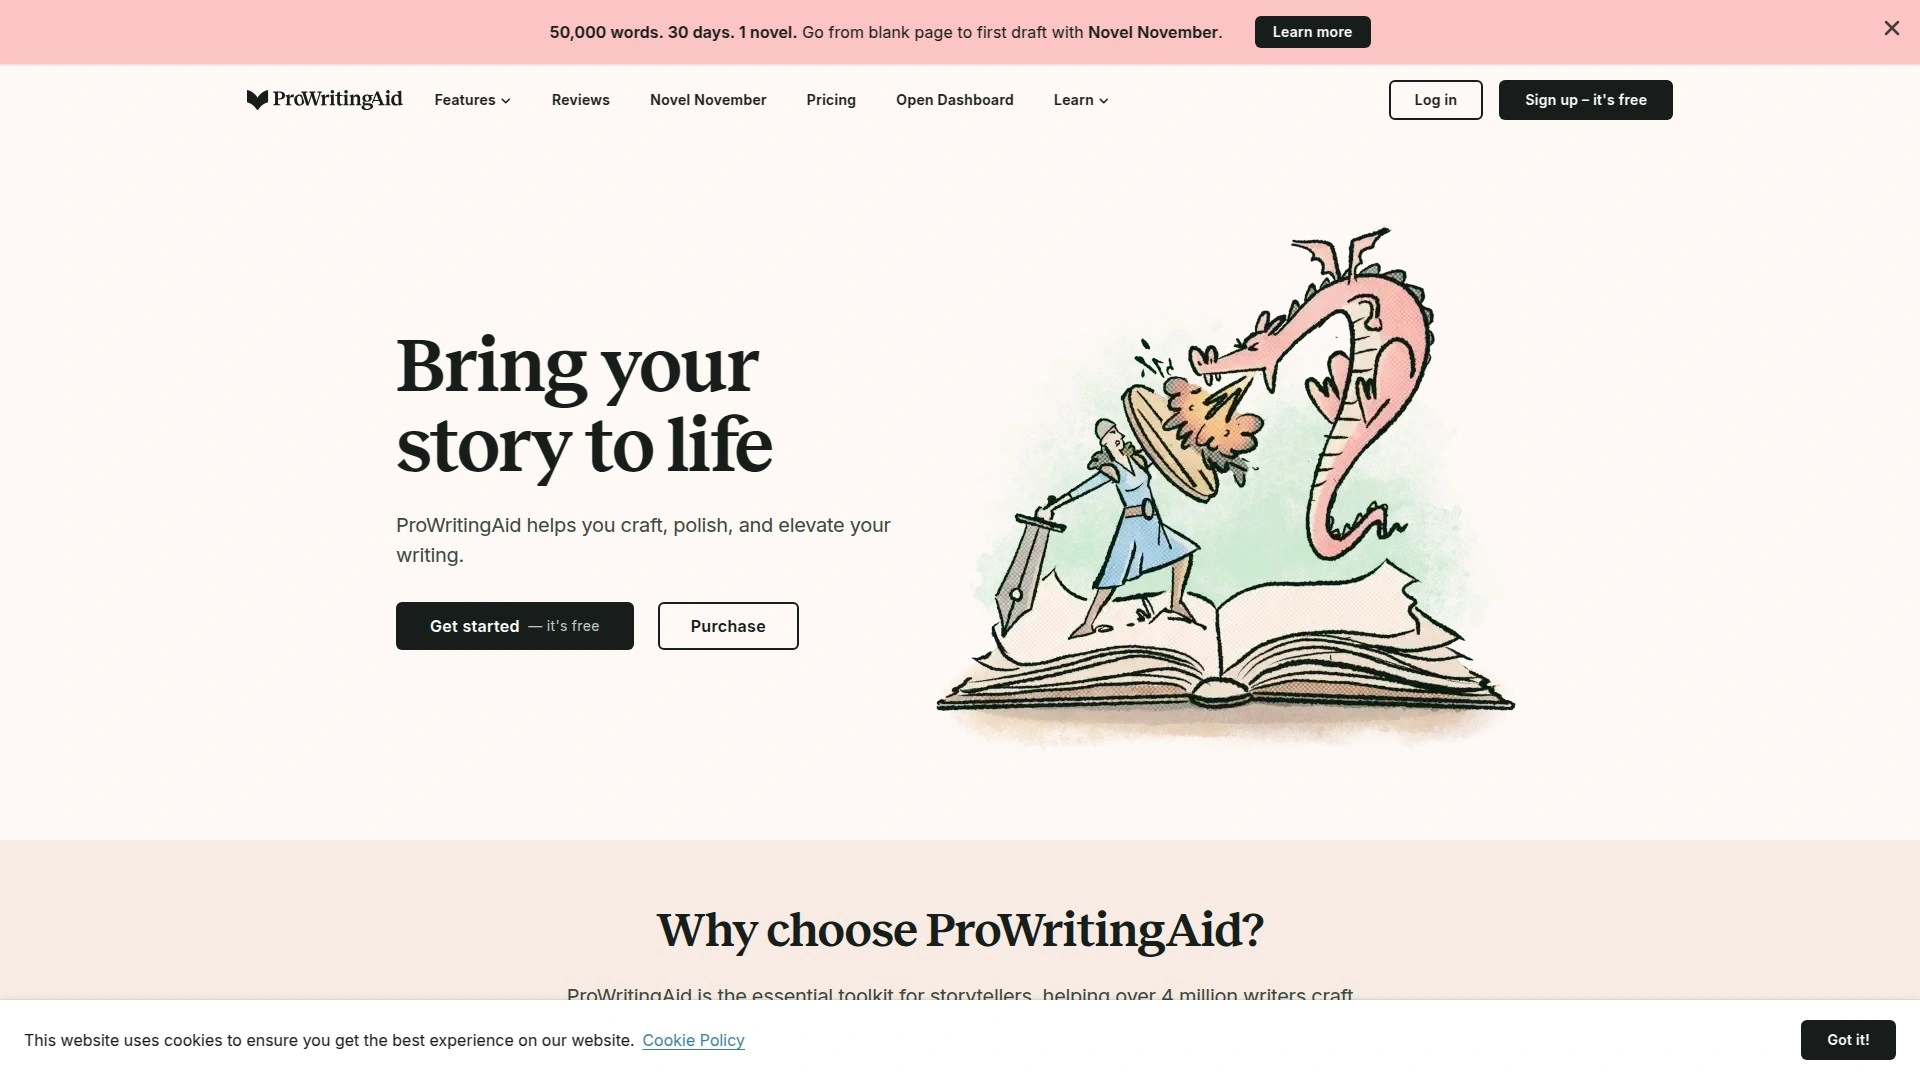 50,000 words. 30 days. 1 novel. Go from blank page to first draft with Novel November.
Learn more
ProWritingAid
Features
Reviews
Novel November
Pricing
Open Dashboard
Learn
Log in
Sign up – it's free
Bring your
story to life
ProWritingAid helps you craft, polish, and elevate your
writing.
Get started — it's free
Purchase
Why choose ProWritingAid?
ProWritingAid is the essential toolkit for storytellers, helping over 4 million writers craft
This website uses cookies to ensure you get the best experience on our website. Cookie Policy
Got it!